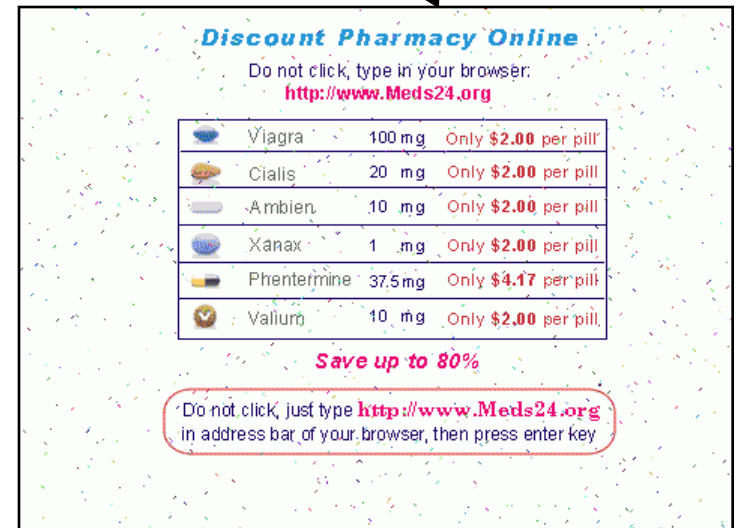 Discount Pharmacy Online
Do not click, type in your browser:
http://www.Meds24.org
Viagra 100 mg Only $2.00 per pill
Cialis 20 mg Only $2.00 per pill
Ambien 10 mg Only $2.00 per pill
Xanax 1 mg Only $2.00 per pill
Phentermine 37.5 mg Only $4.17 per pill
Valium 10 mg Only $2.00 per pill
Save up to 80%
Do not click, just type http://www.Meds24.org
in address bar of your browser, then press enter key